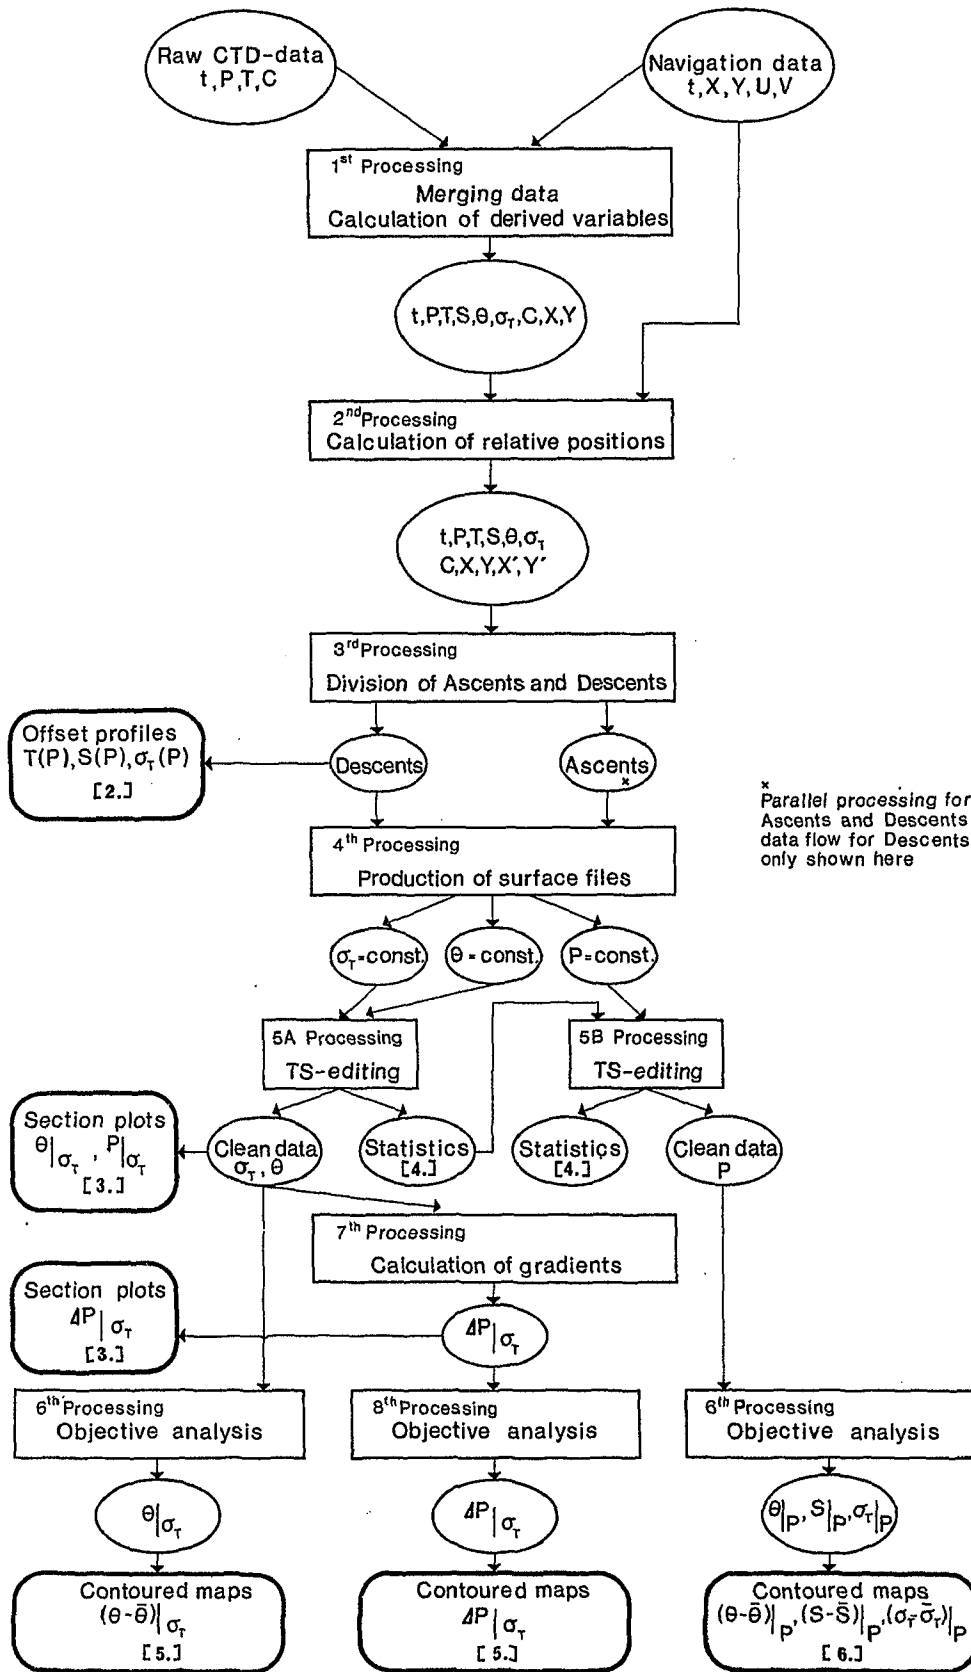 Raw CTD-data
t,P,T,C
Navigation data
t,X,Y,U,V
1st Processing
Merging data
Calculation of derived variables
t,P,T,S,θ,σT,C,X,Y
2nd Processing
Calculation of relative positions
t,P,T,S,θ,σT
C,X,Y,X´,Y´
3rd Processing
Division of Ascents and Descents
Offset profiles
T(P),S(P),σT(P)
[2.]
Descents
Ascents
x
x
Parallel processing for
Ascents and Descents
data flow for Descents
only shown here
4th Processing
Production of surface files
σT=const.
θ=const.
P=const.
5A Processing
TS-editing
5B Processing
TS-editing
Section plots
θ|σT , P|σT
[3.]
Clean data
σT, θ
Statistics
[4.]
Statistics
[4.]
Clean data
P
7th Processing
Calculation of gradients
Section plots
ΔP|σT
[3.]
ΔP|σT
6th Processing
Objective analysis
8th Processing
Objective analysis
6th Processing
Objective analysis
θ|σT
ΔP|σT
θ|P,S|P,σT|P
Contoured maps
(θ-θ̄)|σT
[5.]
Contoured maps
ΔP|σT
[5.]
Contoured maps
(θ-θ̄)|P,(S-S̄)|P,(σT-σ̄T)|P
[6.]